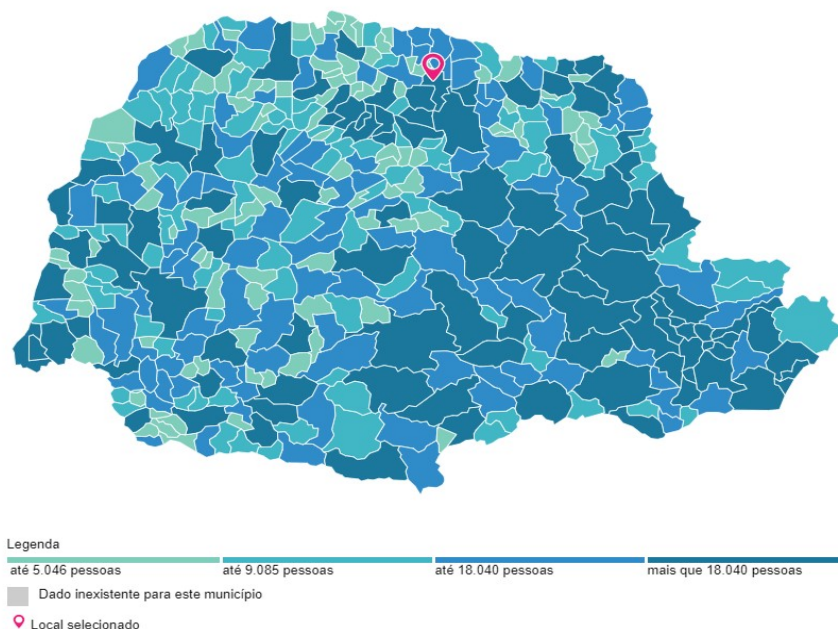 Legenda
até 5.046 pessoas até 9.085 pessoas até 18.040 pessoas mais que 18.040 pessoas
Dado inexistente para este município
Local selecionado